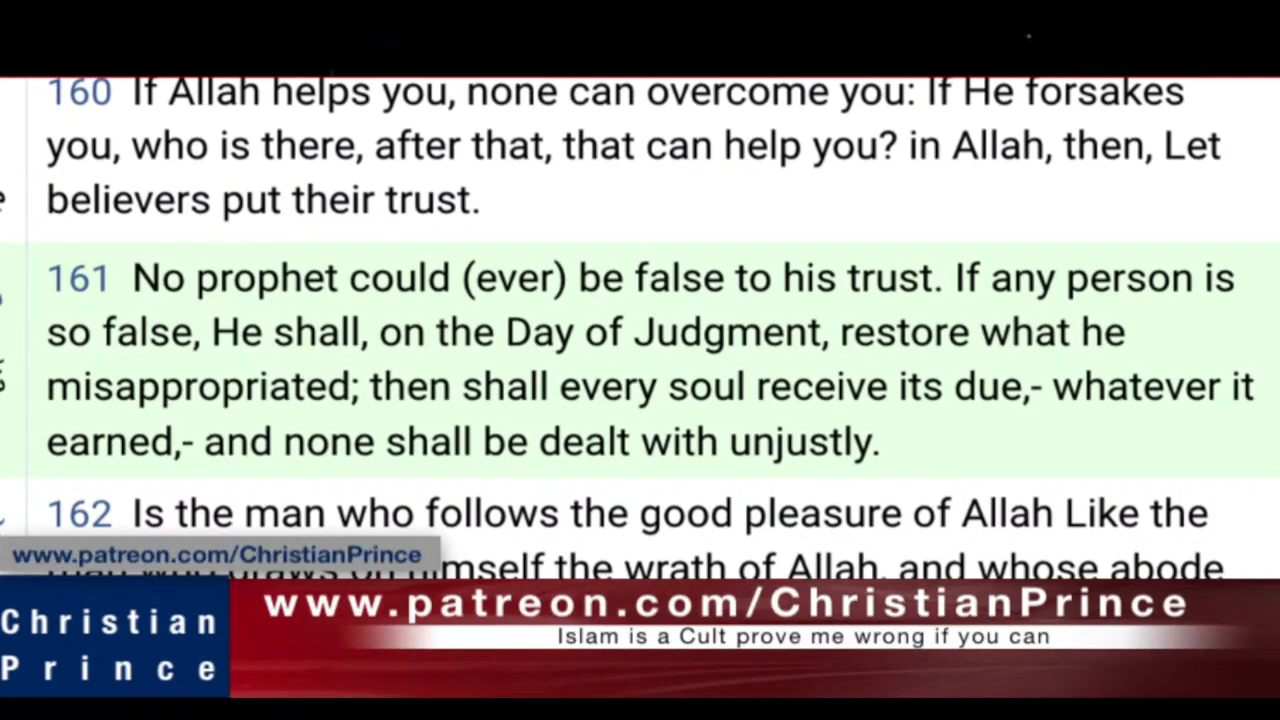 160 If Allah helps you, none can overcome you: If He forsakes
you, who is there, after that, that can help you? in Allah, then, Let
believers put their trust.
161 No prophet could (ever) be false to his trust. If any person is
so false, He shall, on the Day of Judgment, restore what he
misappropriated; then shall every soul receive its due,- whatever it
earned,- and none shall be dealt with unjustly.
162 Is the man who follows the good pleasure of Allah Like the
man who draws on himself the wrath of Allah, and whose abode
www.patreon.com/ChristianPrince
www.patreon.com/ChristianPrince
Islam is a Cult prove me wrong if you can
Christian
Prince